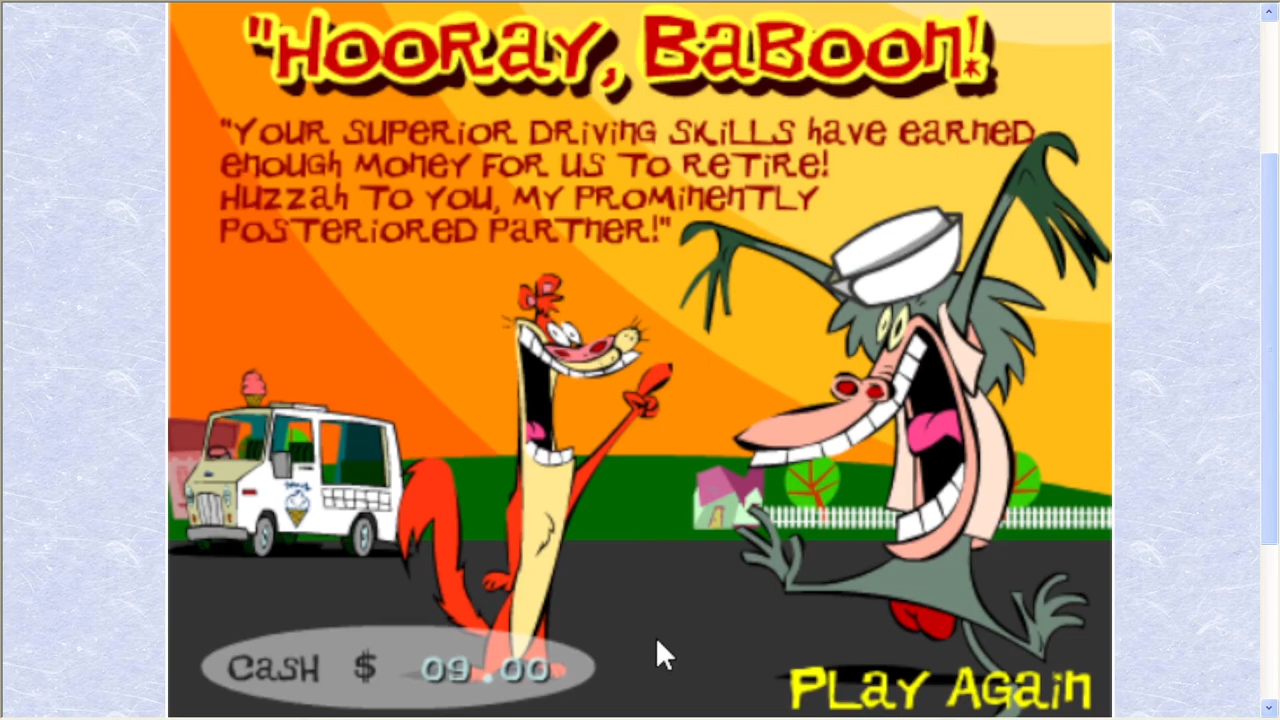 "Hooray, Baboon!
"Your superior driving skills have earned
enough money for us to retire!
Huzzah to you, my prominently
posteriored partner!"
Cash $ 09.00
Play Again